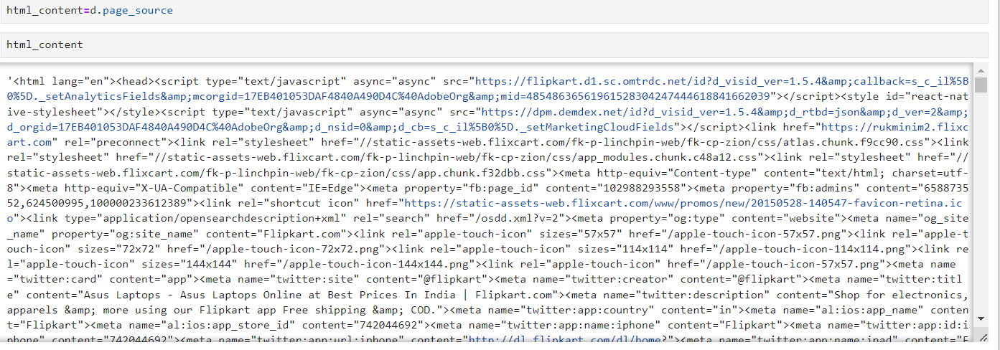 html_content=d.page_source
html_content
'<html lang="en"><head><script type="text/javascript" async="async" src="https://flipkart.d1.sc.omtrdc.net/id?d_visid_ver=1.5.4&amp;callback=s_c_il%5B
0%5D._setAnalyticsFields&amp;mcorgid=17EB401053DAF4840A490D4C%40AdobeOrg&amp;mid=48548636561961528304247444618841662039"></script><style id="react-nat
ive-stylesheet"></style><script type="text/javascript" async="async" src="https://dpm.demdex.net/id?d_visid_ver=1.5.4&amp;d_rtbd=json&amp;d_ver=2&amp;
d_orgid=17EB401053DAF4840A490D4C%40AdobeOrg&amp;d_nsid=0&amp;d_cb=s_c_il%5B0%5D._setMarketingCloudFields"></script><link href="https://rukminim2.flixc
art.com" rel="preconnect"><link rel="stylesheet" href="//static-assets-web.flixcart.com/fk-p-linchpin-web/fk-cp-zion/css/atlas.chunk.f9cc90.css"><link
rel="stylesheet" href="//static-assets-web.flixcart.com/fk-p-linchpin-web/fk-cp-zion/css/app_modules.chunk.c48a12.css"><link rel="stylesheet" href="//
static-assets-web.flixcart.com/fk-p-linchpin-web/fk-cp-zion/css/app.chunk.f32dbb.css"><meta http-equiv="Content-type" content="text/html; charset=utf-
8"><meta http-equiv="X-UA-Compatible" content="IE=Edge"><meta property="fb:page_id" content="102988293558"><meta property="fb:admins" content="6588735
52,624500995,100000233612389"><link rel="shortcut icon" href="https://static-assets-web.flixcart.com/www/promos/new/20150528-140547-favicon-retina.ic
o"><link type="application/opensearchdescription+xml" rel="search" href="/osdd.xml?v=2"><meta property="og:type" content="website"><meta name="og_site
_name" property="og:site_name" content="Flipkart.com"><link rel="apple-touch-icon" sizes="57x57" href="/apple-touch-icon-57x57.png"><link rel="apple-t
ouch-icon" sizes="72x72" href="/apple-touch-icon-72x72.png"><link rel="apple-touch-icon" sizes="114x114" href="/apple-touch-icon-114x114.png"><link re
l="apple-touch-icon" sizes="144x144" href="/apple-touch-icon-144x144.png"><link rel="apple-touch-icon" href="/apple-touch-icon-57x57.png"><meta name
="twitter:card" content="app"><meta name="twitter:site" content="@flipkart"><meta name="twitter:creator" content="@flipkart"><meta name="twitter:titl
e" content="Asus Laptops - Asus Laptops Online at Best Prices In India | Flipkart.com"><meta name="twitter:description" content="Shop for electronics,
apparels &amp; more using our Flipkart app Free shipping &amp; COD."><meta name="twitter:app:country" content="in"><meta name="al:ios:app_name" conten
t="Flipkart"><meta name="al:ios:app_store_id" content="742044692"><meta name="twitter:app:name:iphone" content="Flipkart"><meta name="twitter:app:id:i
phone" content="742044692"><meta name="twitter:app:url:iphone" content="http://dl.flipkart.com/dl/home?"><meta name="twitter:app:name:ipad" content="F